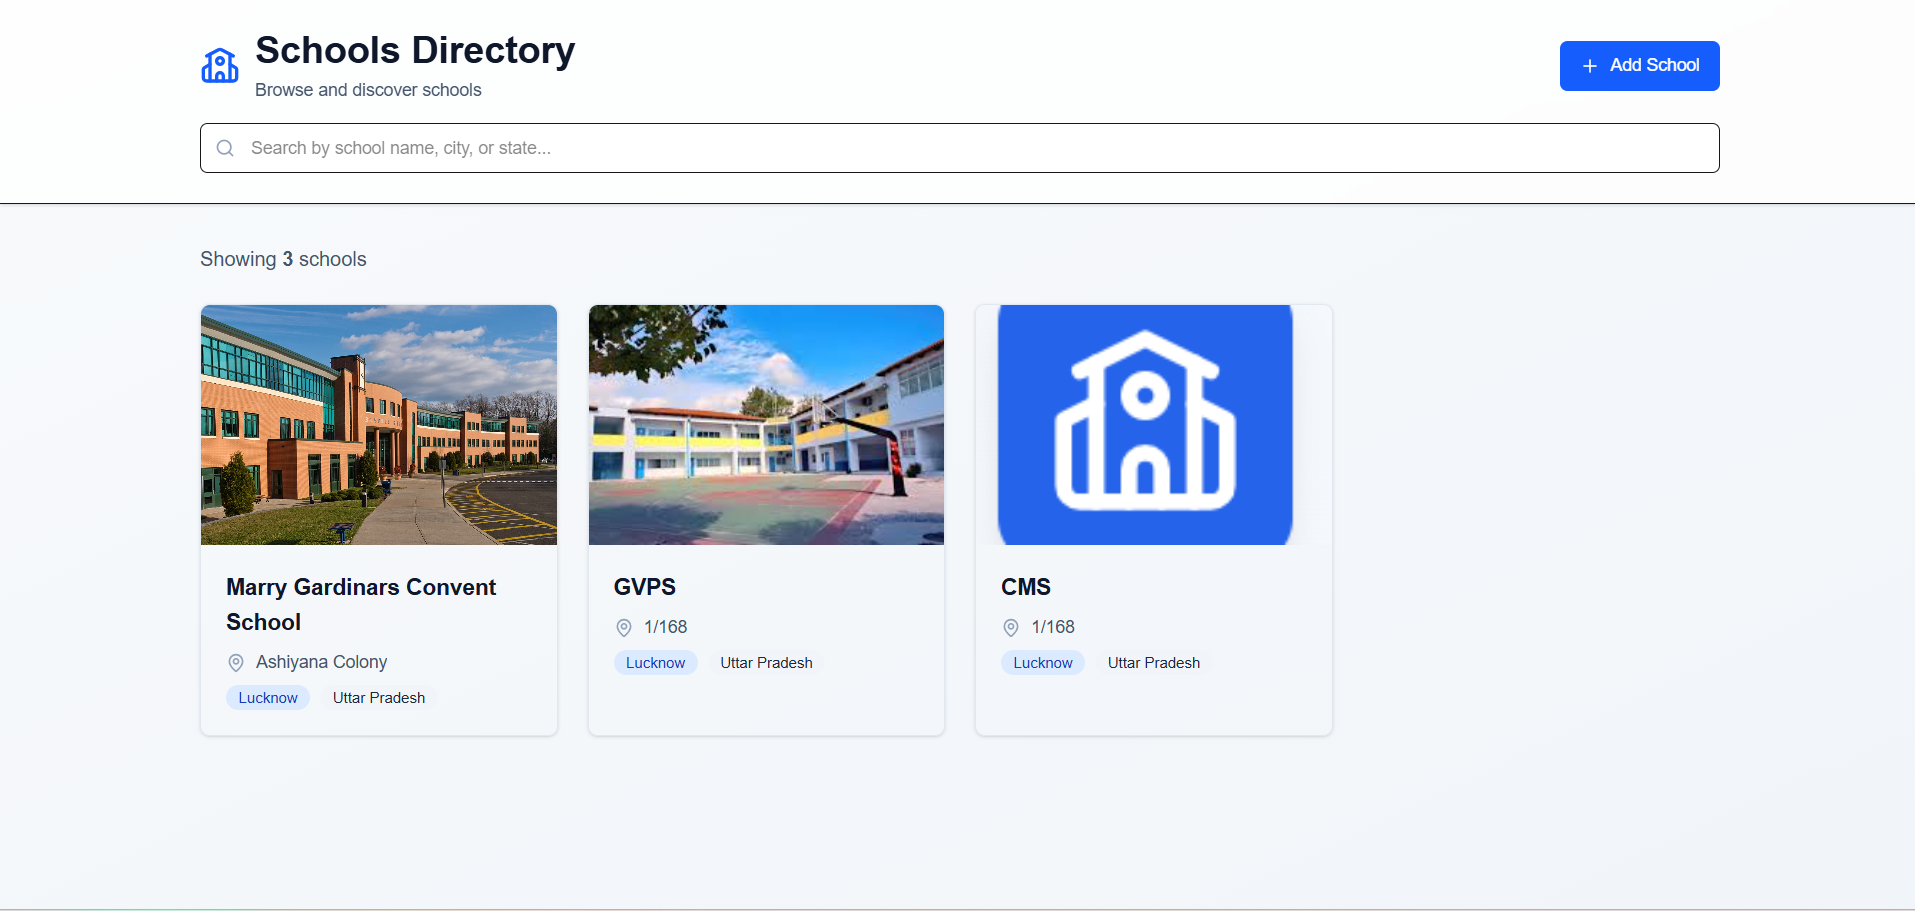 Schools Directory
Browse and discover schools
Add School
Search by school name, city, or state...
Showing 3 schools
Marry Gardinars Convent
School
Ashiyana Colony
Lucknow Uttar Pradesh
GVPS
1/168
Lucknow Uttar Pradesh
CMS
1/168
Lucknow Uttar Pradesh